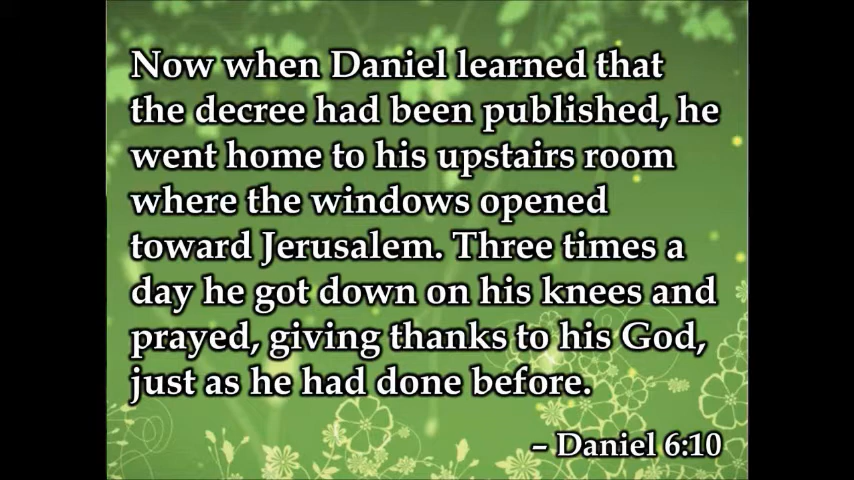 Now when Daniel learned that
the decree had been published, he
went home to his upstairs room
where the windows opened
toward Jerusalem. Three times a
day he got down on his knees and
prayed, giving thanks to his God,
just as he had done before.
– Daniel 6:10